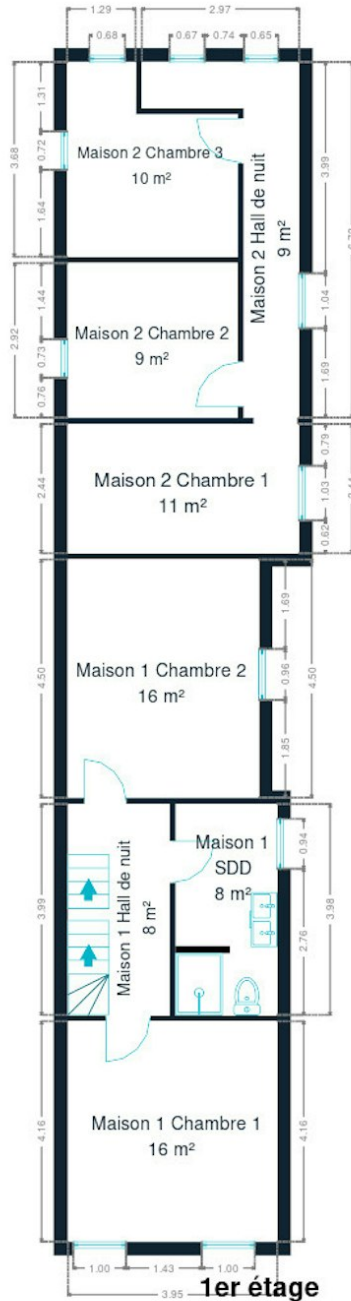 1.29
2.97
0.68
0.67
0.74
0.65
1.31
3.68
0.72
1.64
Maison 2 Chambre 3
10 m²
Maison 2 Hall de nuit
9 m²
3.99
1.04
1.69
1.44
2.92
0.73
0.76
Maison 2 Chambre 2
9 m²
2.44
Maison 2 Chambre 1
11 m²
0.79
1.03
0.62
4.50
Maison 1 Chambre 2
16 m²
1.69
0.96
1.85
4.50
3.99
Maison 1 Hall de nuit
8 m²
Maison 1
SDD
8 m²
0.94
2.76
3.98
4.16
Maison 1 Chambre 1
16 m²
4.16
1.00
1.43
1.00
3.95
1er étage